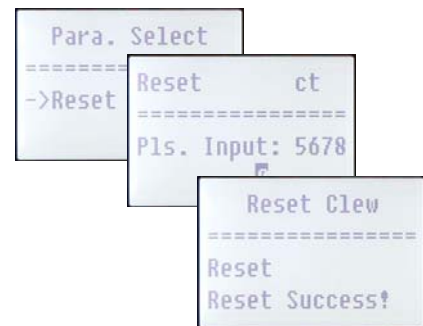 Para. Select
========
->Reset
Reset ct
=================
Pls. Input: 5678
Reset Clew
================
Reset
Reset Success!